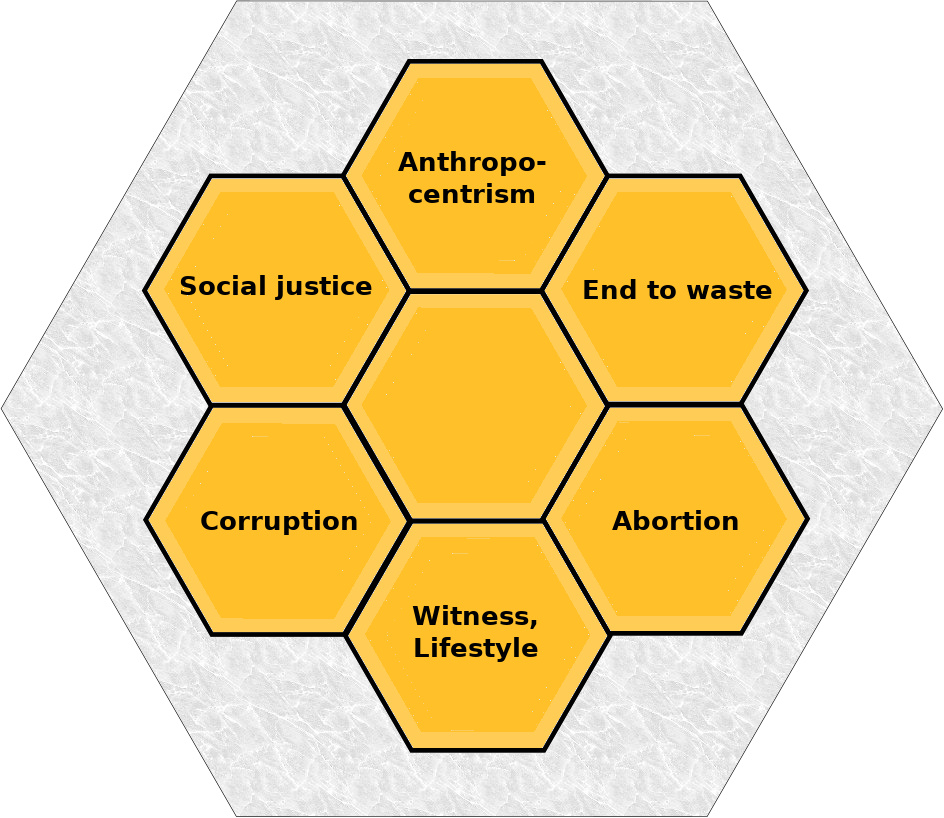 Anthropo-
centrism
Social justice
End to waste
Corruption
Abortion
Witness,
Lifestyle